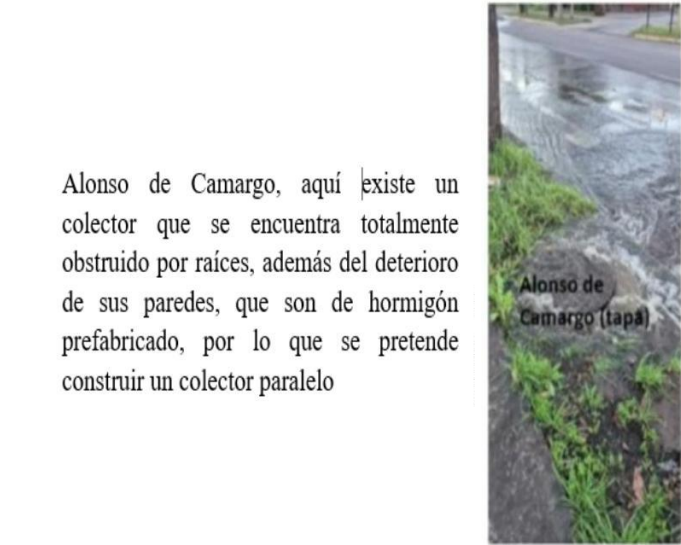 Alonso de Camargo, aquí existe un
colector que se encuentra totalmente
obstruido por raíces, además del deterioro
de sus paredes, que son de hormigón
prefabricado, por lo que se pretende
construir un colector paralelo
Alonso de
Camargo (tapa)